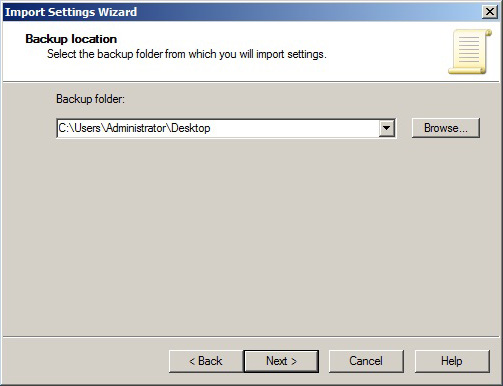 Import Settings Wizard
Backup location
Select the backup folder from which you will import settings.
Backup folder:
C:\Users\Administrator\Desktop
Browse...
< Back
Next >
Cancel
Help